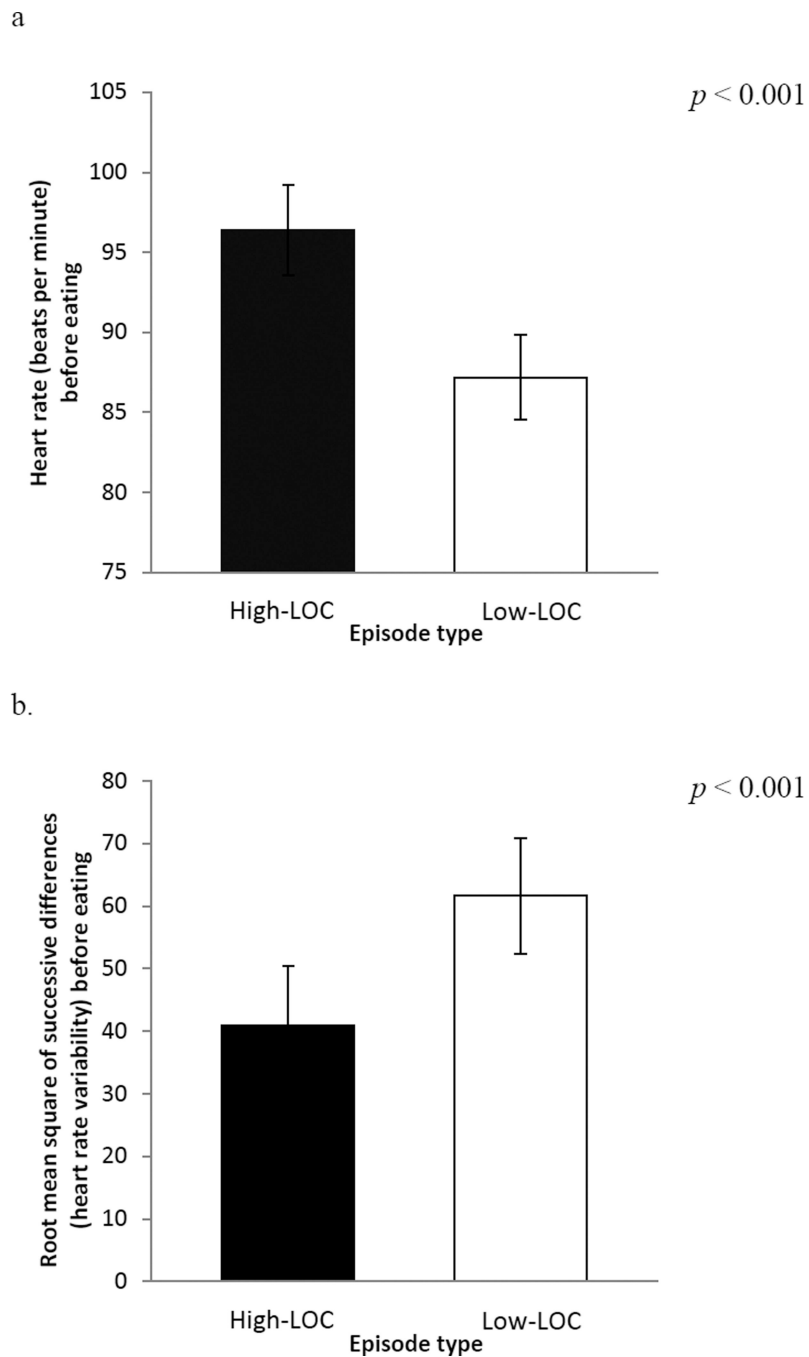 a
p < 0.001
105
100
95
90
85
80
75
Heart rate (beats per minute)
before eating
High-LOC
Low-LOC
Episode type
b.
p < 0.001
80
70
60
50
40
30
20
10
0
Root mean square of successive differences
(heart rate variability) before eating
High-LOC
Low-LOC
Episode type